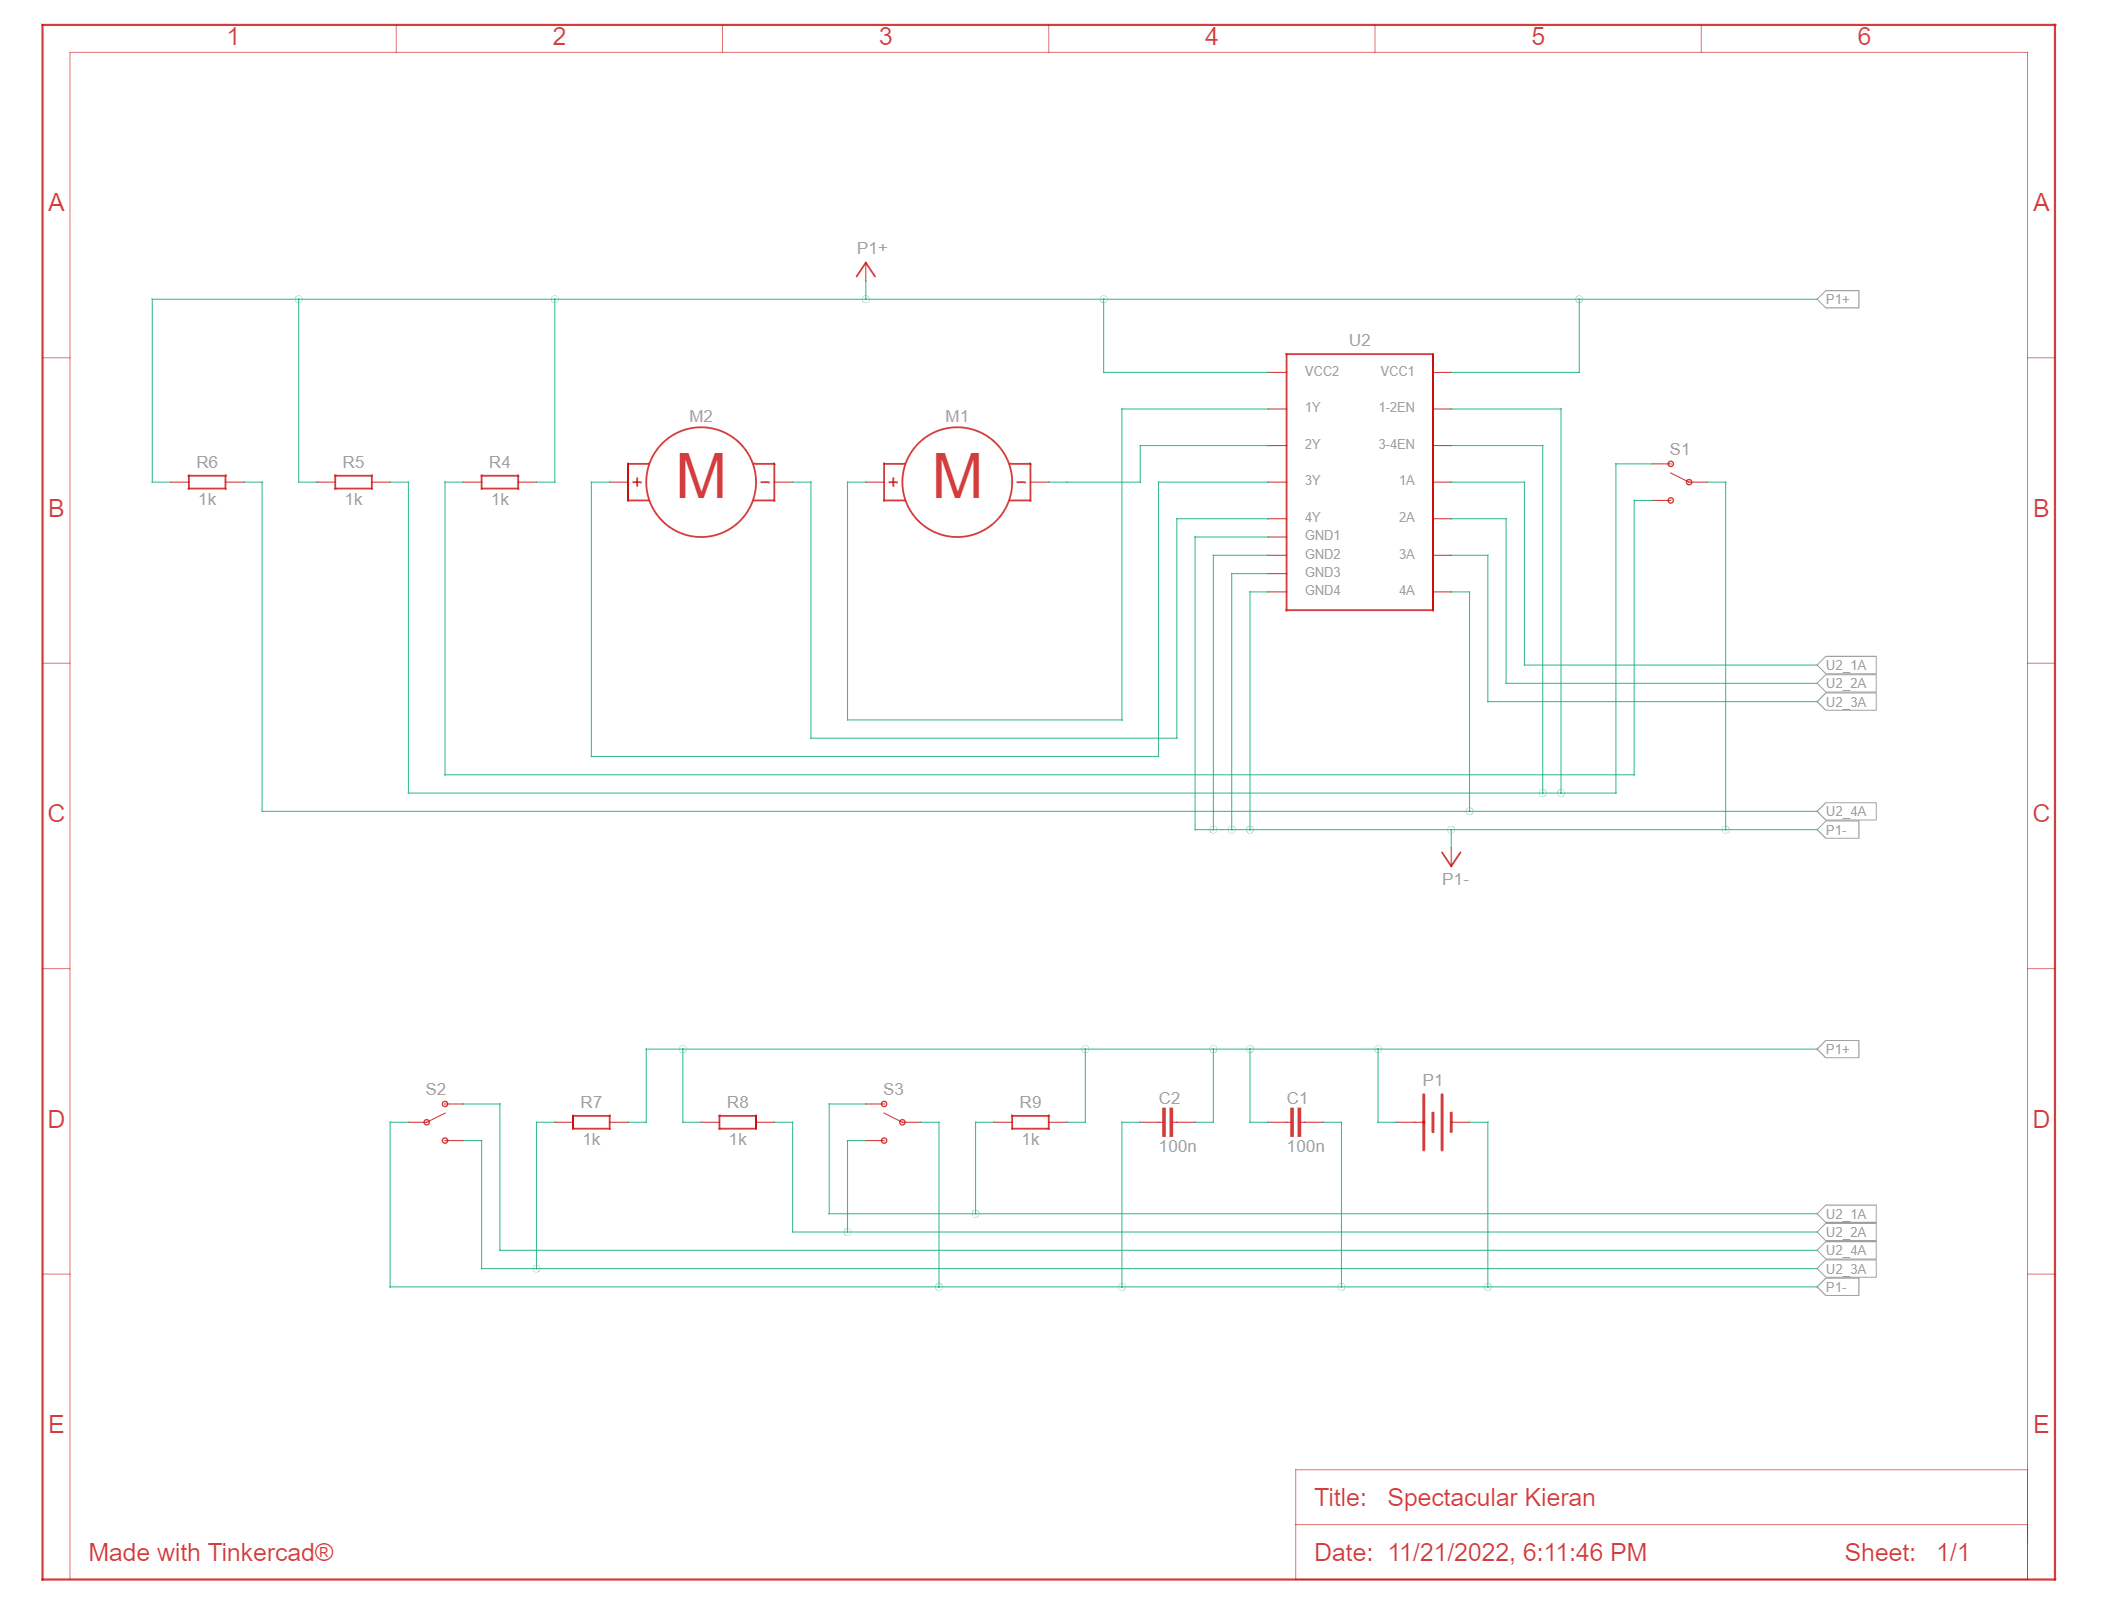 1 2 3 4 5 6
A A
P1+
P1+
U2
VCC2 VCC1
M2 M1 1Y 1-2EN
2Y 3-4EN S1
R6 R5 R4 M M
+ − + − 3Y 1A
1k 1k 1k
B B
4Y 2A
GND1
GND2 3A
GND3
GND4 4A
U2_1A
U2_2A
U2_3A
C C
U2_4A
P1-
P1-
P1+
S2 R7 R8 S3 R9 C2 C1 P1
D D
1k 1k 1k 100n 100n
U2_1A
U2_2A
U2_4A
U2_3A
P1-
E E
Title: Spectacular Kieran
Made with Tinkercad® Date: 11/21/2022, 6:11:46 PM Sheet: 1/1